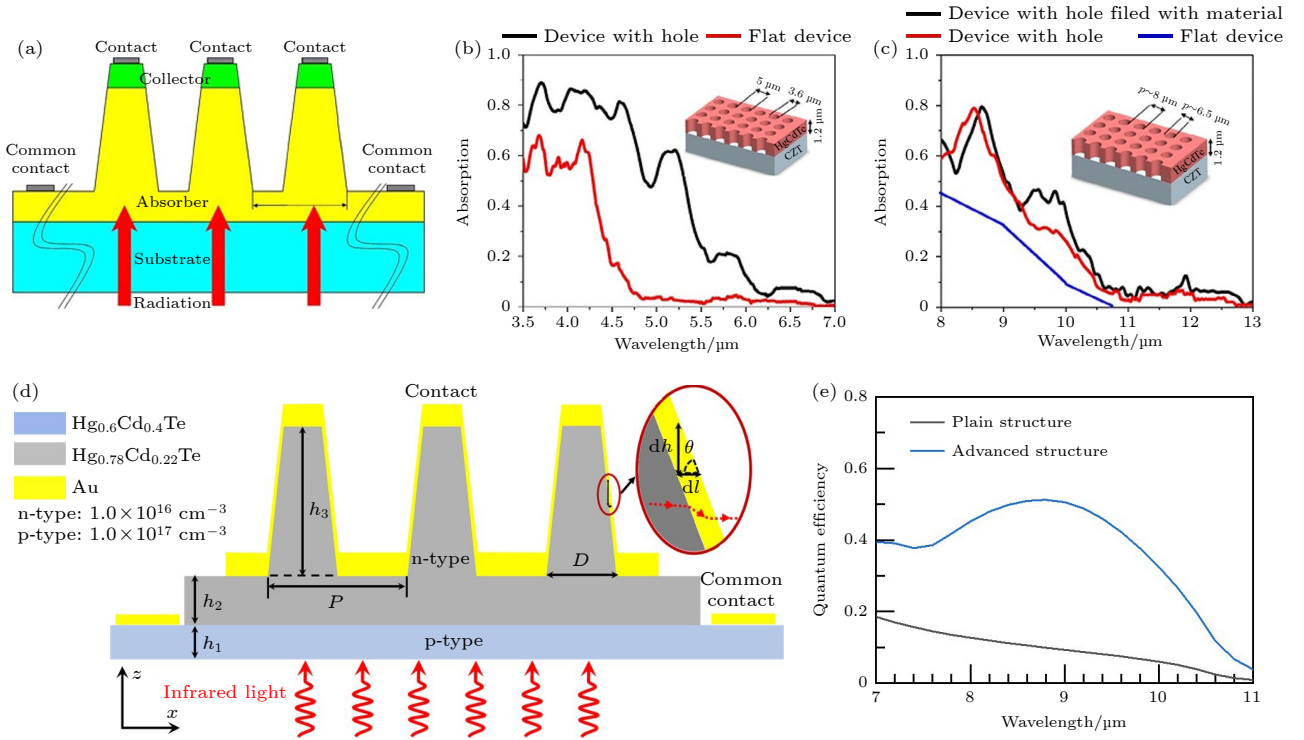 (a)
Contact Contact Contact
Collector
Common
contact
Common
contact
Absorber
Substrate
Radiation
(b)
Device with hole Flat device
Absorption
1.0
0.8
0.6
0.4
0.2
0
3.5 4.0 4.5 5.0 5.5 6.0 6.5 7.0
Wavelength/μm
5 μm
3.6 μm
1.2 μm
HgCdTe
CZT
Device with hole filed with material
(c)
Device with hole Flat device
Absorption
1.0
0.8
0.6
0.4
0.2
0
8 9 10 11 12 13
Wavelength/μm
p~8 μm
p~6.5
1.2 μm
HgCdTe
CZT
(d)
Hg0.6Cd0.4Te
Hg0.78Cd0.22Te
Au
n-type: 1.0×10¹⁶ cm⁻³
p-type: 1.0×10¹⁷ cm⁻³
Contact
dh θ
dl
h3
n-type
D
P
h2
Common
contact
h1
p-type
z
x
Infrared light
(e)
Plain structure
Advanced structure
Quantum efficiency
0.8
0.6
0.4
0.2
0
7 8 9 10 11
Wavelength/μm